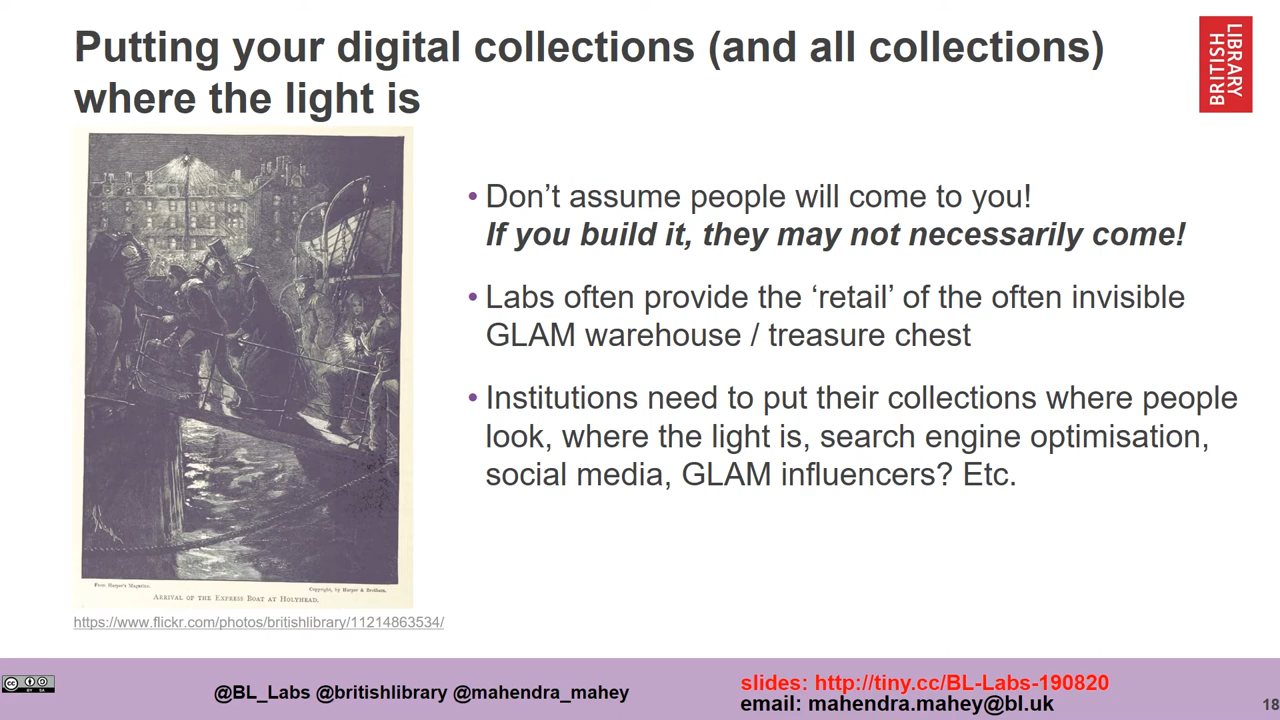 Putting your digital collections (and all collections)
where the light is
BRITISH
LIBRARY
• Don’t assume people will come to you!
If you build it, they may not necessarily come!
• Labs often provide the ‘retail’ of the often invisible
GLAM warehouse / treasure chest
• Institutions need to put their collections where people
look, where the light is, search engine optimisation,
social media, GLAM influencers? Etc.
From Harper's Magazine.
Copyright, by Harper & Brothers.
ARRIVAL OF THE EXPRESS BOAT AT HOLYHEAD.
https://www.flickr.com/photos/britishlibrary/11214863534/
cc BY SA
@BL_Labs @britishlibrary @mahendra_mahey
slides: http://tiny.cc/BL-Labs-190820
email: mahendra.mahey@bl.uk
18